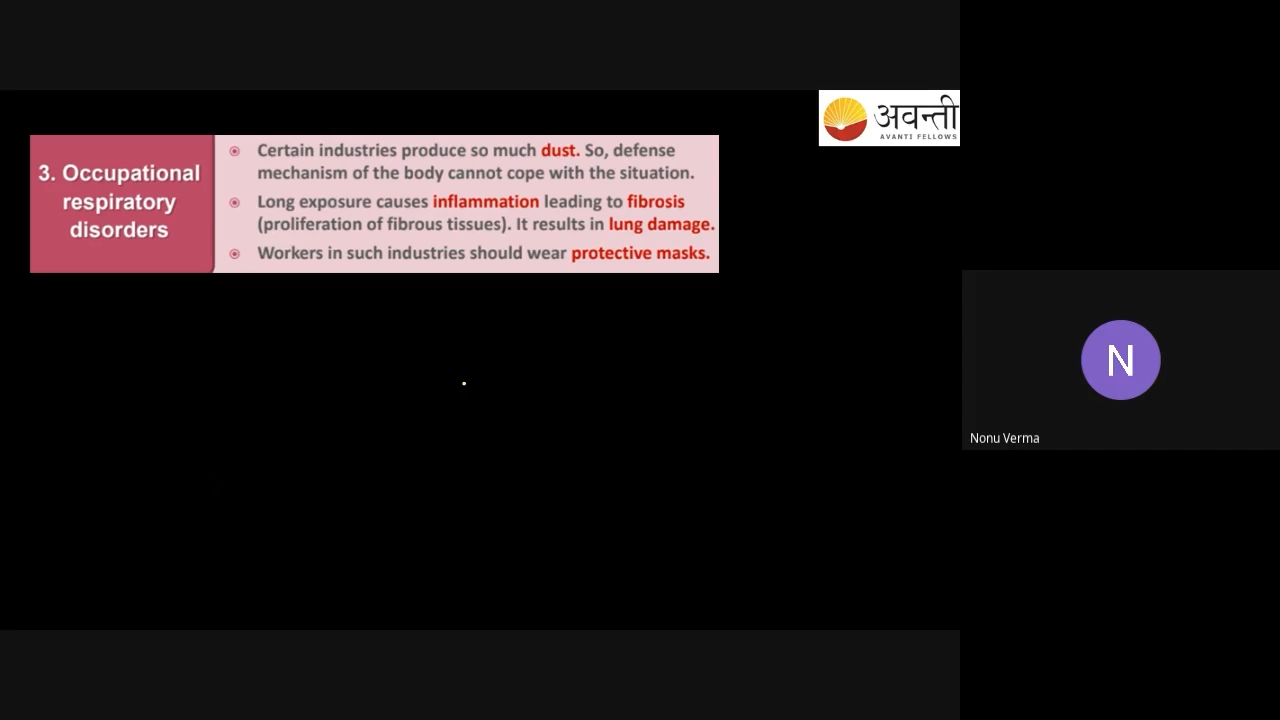 अवन्ती
AVANTI FELLOWS
3. Occupational
respiratory
disorders
Certain industries produce so much dust. So, defense
mechanism of the body cannot cope with the situation.
Long exposure causes inflammation leading to fibrosis
(proliferation of fibrous tissues). It results in lung damage.
Workers in such industries should wear protective masks.
N
Nonu Verma